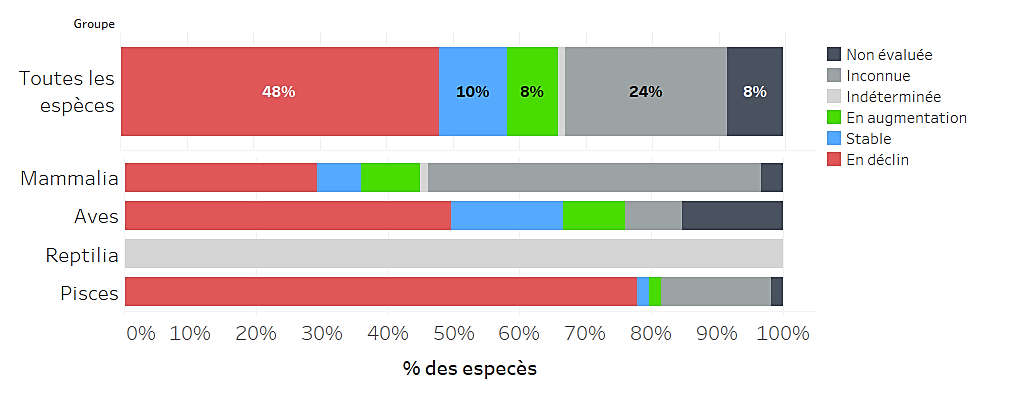 Groupe
Toutes les
espèces
48%
10%
8%
24%
8%
Non évaluée
Inconnue
Indéterminée
En augmentation
Stable
En déclin
Mammalia
Aves
Reptilia
Pisces
0% 10% 20% 30% 40% 50% 60% 70% 80% 90% 100%
% des especès